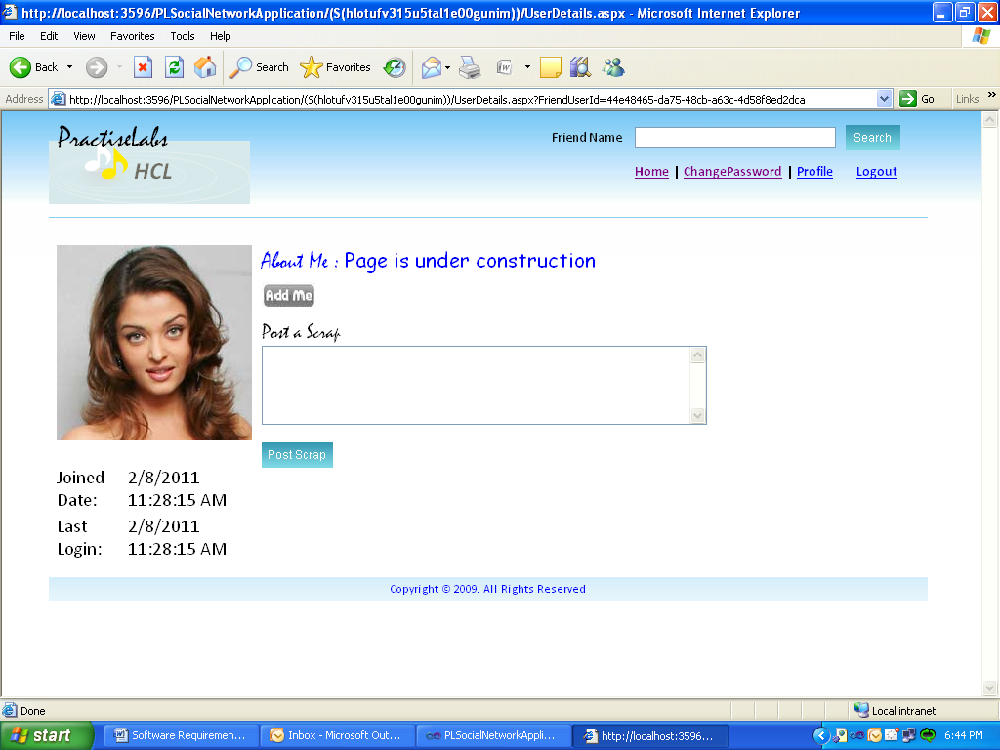 http://localhost:3596/PLSocialNetworkApplication/(S(hlotufv315u5tal1e00gunim))/UserDetails.aspx - Microsoft Internet Explorer
File Edit View Favorites Tools Help
Back Search Favorites
Address http://localhost:3596/PLSocialNetworkApplication/(S(hlotufv315u5tal1e00gunim))/UserDetails.aspx?FriendUserId=44e48465-da75-48cb-a63c-4d58f8ed2dca Go Links »
PractiseLabs
HCL
Friend Name Search
Home | ChangePassword | Profile Logout
About Me : Page is under construction
Add Me
Post a Scrap
Post Scrap
Joined 2/8/2011
Date: 11:28:15 AM
Last 2/8/2011
Login: 11:28:15 AM
Copyright © 2009. All Rights Reserved
Done Local intranet
start Software Requiremen... Inbox - Microsoft Out... PLSocialNetworkAppli... http://localhost:3596... 6:44 PM